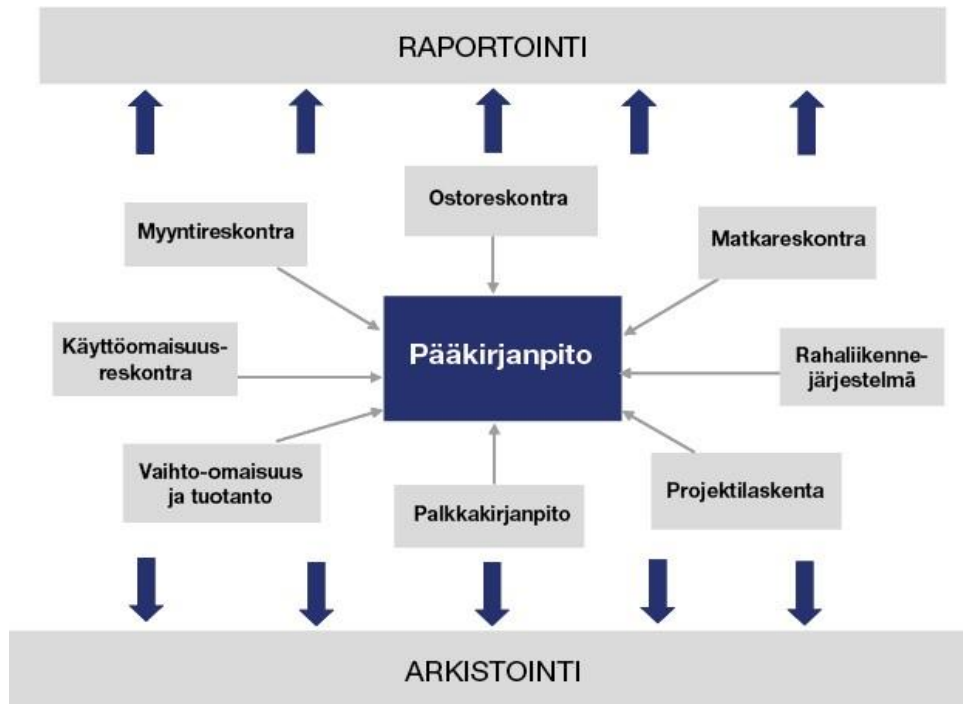 RAPORTOINTI
Ostoreskontra
Myyntireskontra
Matkareskontra
Pääkirjanpito
Käyttöomaisuus-
reskontra
Rahaliikenne-
järjestelmä
Vaihto-omaisuus
ja tuotanto
Palkkakirjanpito
Projektilaskenta
ARKISTOINTI